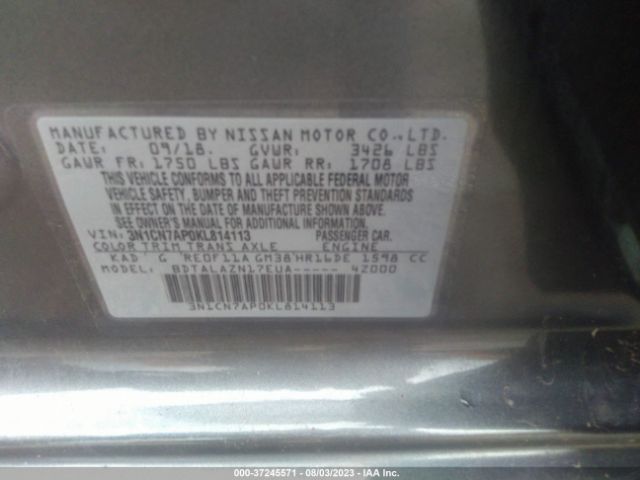 MANUFACTURED BY NISSAN MOTOR CO.,LTD.
DATE: 09/18. GVWR: 3426 LBS
GAWR FR: 1750 LBS GAWR RR: 1708 LBS
THIS VEHICLE CONFORMS TO ALL APPLICABLE FEDERAL MOTOR
VEHICLE SAFETY, BUMPER AND THEFT PREVENTION STANDARDS
IN EFFECT ON THE DATE OF MANUFACTURE SHOWN ABOVE.
SEE OWNER'S MANUAL FOR ADDITIONAL INFORMATION.
VIN: 3N1CN7AP0KL814113 PASSENGER CAR.
COLOR TRIM TRANS AXLE ENGINE
KAD G RE0F11A GM38 HR16DE 1598 CC
MODEL: BDTALAZN17EUA----- 4Z000
3N1CN7AP0KL814113
000-37245571 - 08/03/2023 - IAA Inc.